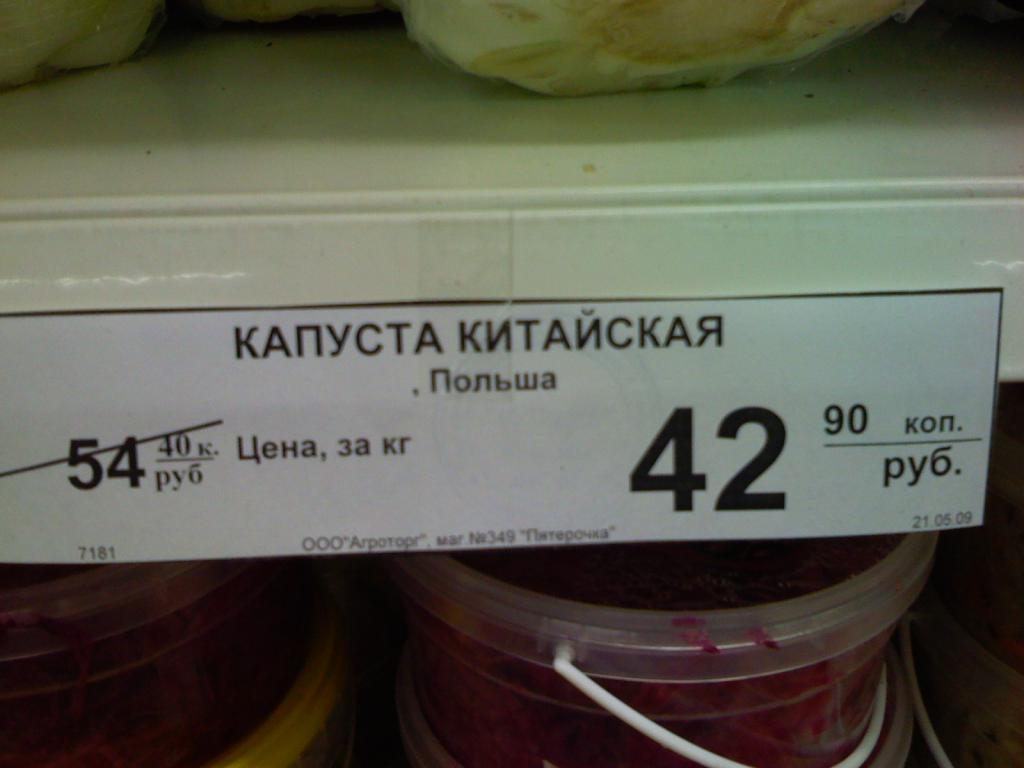 КАПУСТА КИТАЙСКАЯ
, Польша
54 40 к. руб
Цена, за кг
42 90 коп. руб.
21.05.09
7181
ООО"Агроторг", маг.№349 "Пятерочка"